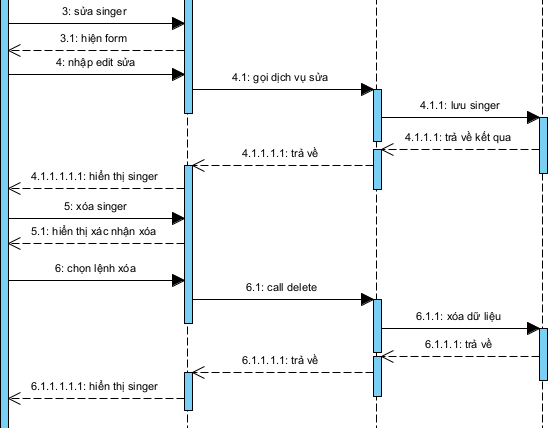 3: sửa singer
3.1: hiện form
4: nhập edit sửa
4.1: gọi dịch vụ sửa
4.1.1: lưu singer
4.1.1.1: trả về kết qua
4.1.1.1.1: trả về
4.1.1.1.1.1: hiển thị singer
5: xóa singer
5.1: hiển thị xác nhận xóa
6: chọn lệnh xóa
6.1: call delete
6.1.1: xóa dữ liệu
6.1.1.1: trả về
6.1.1.1.1: trả về
6.1.1.1.1.1: hiển thị singer